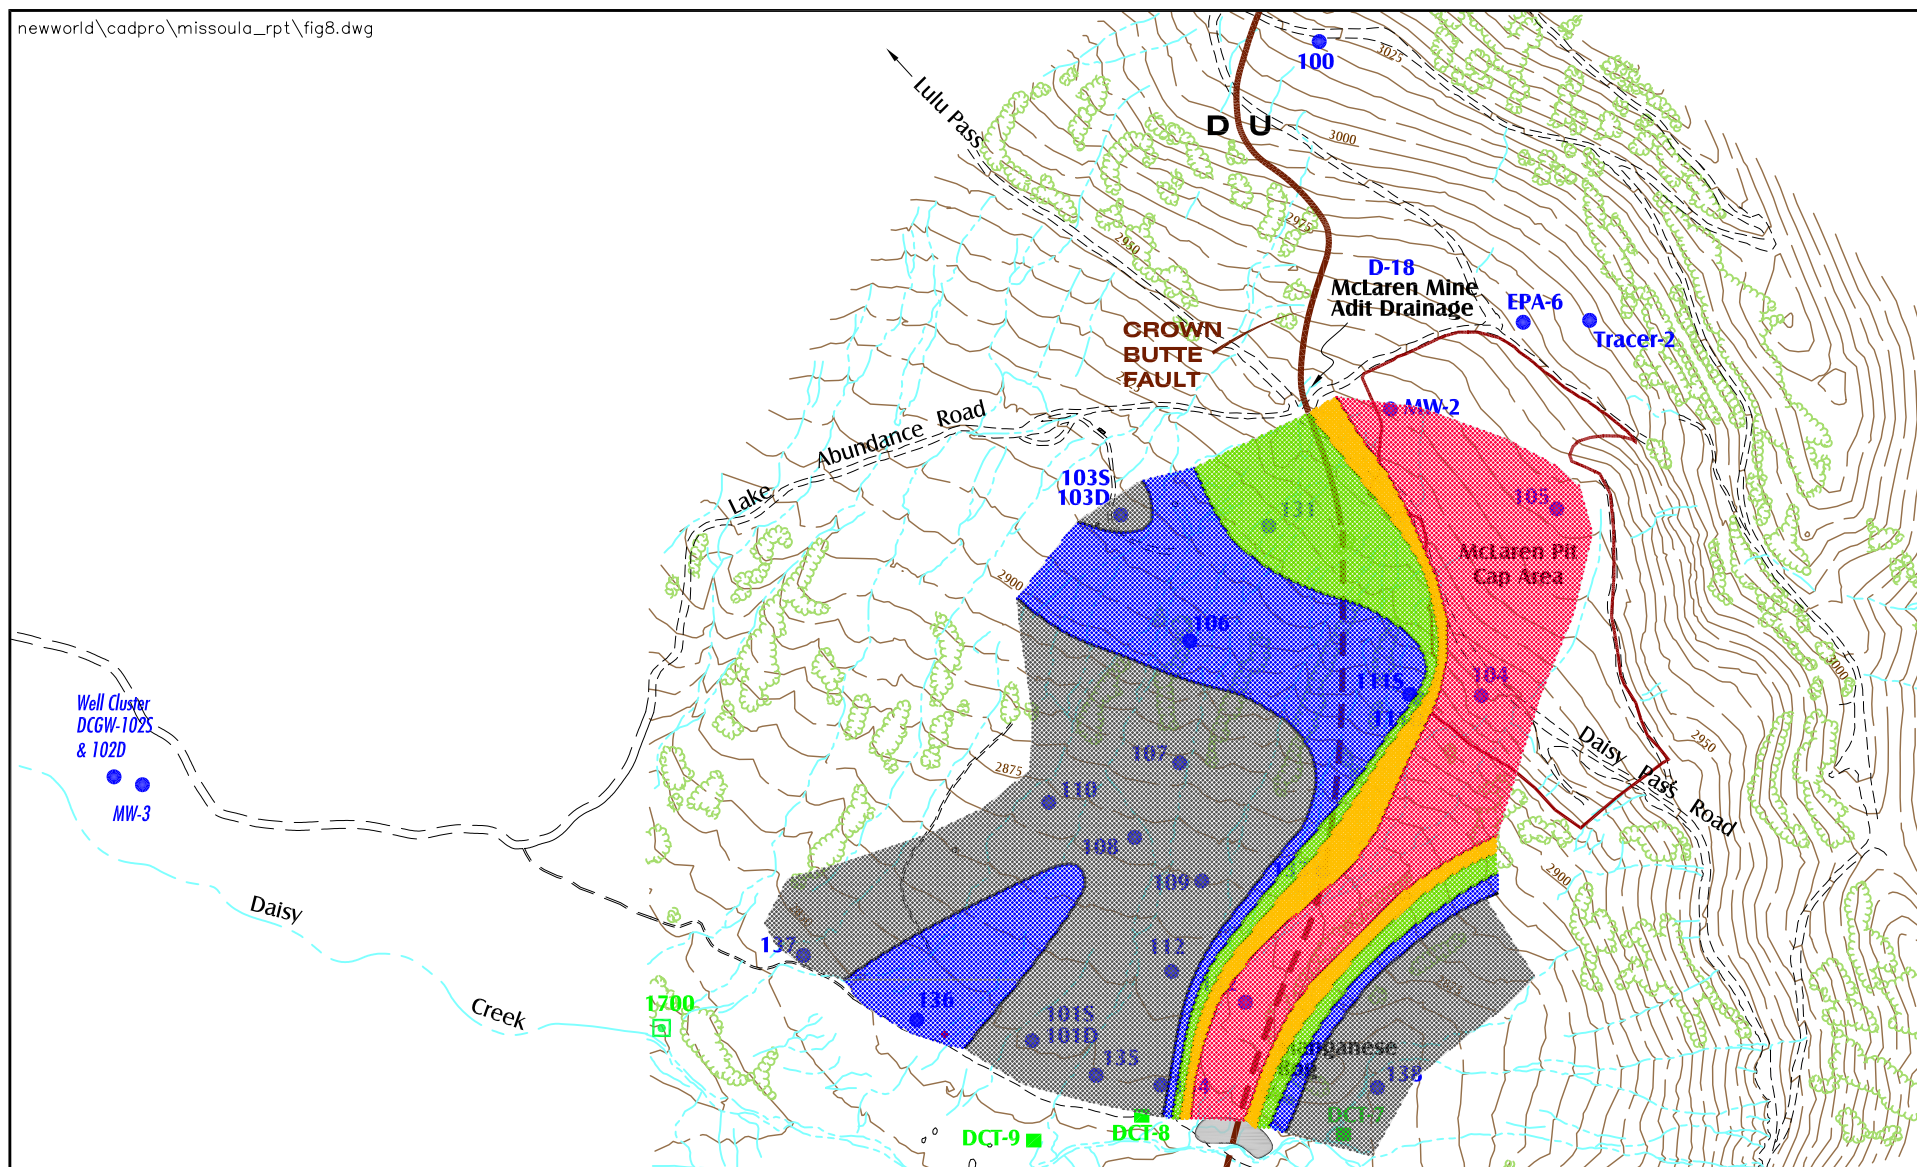 newworld\cadpro\missoula_rpt\fig8.dwg
100
3025
Lulu Pass
D U
3000
2975
2950
D-18
McLaren Mine
Adit Drainage
EPA-6
Tracer-2
CROWN
BUTTE
FAULT
MW-2
Lake Abundance Road
103S
103D
105
131
McLaren Pit
Cap Area
2900
106
104
111S
3000
Well Cluster
DCGW-102S
& 102D
MW-3
Daisy Pass Road
2950
107
2875
110
108
109
2900
Daisy Creek
137
112
2875
136
1700
101S
101D
135
138
DCT-7
DCT-8
DCT-9